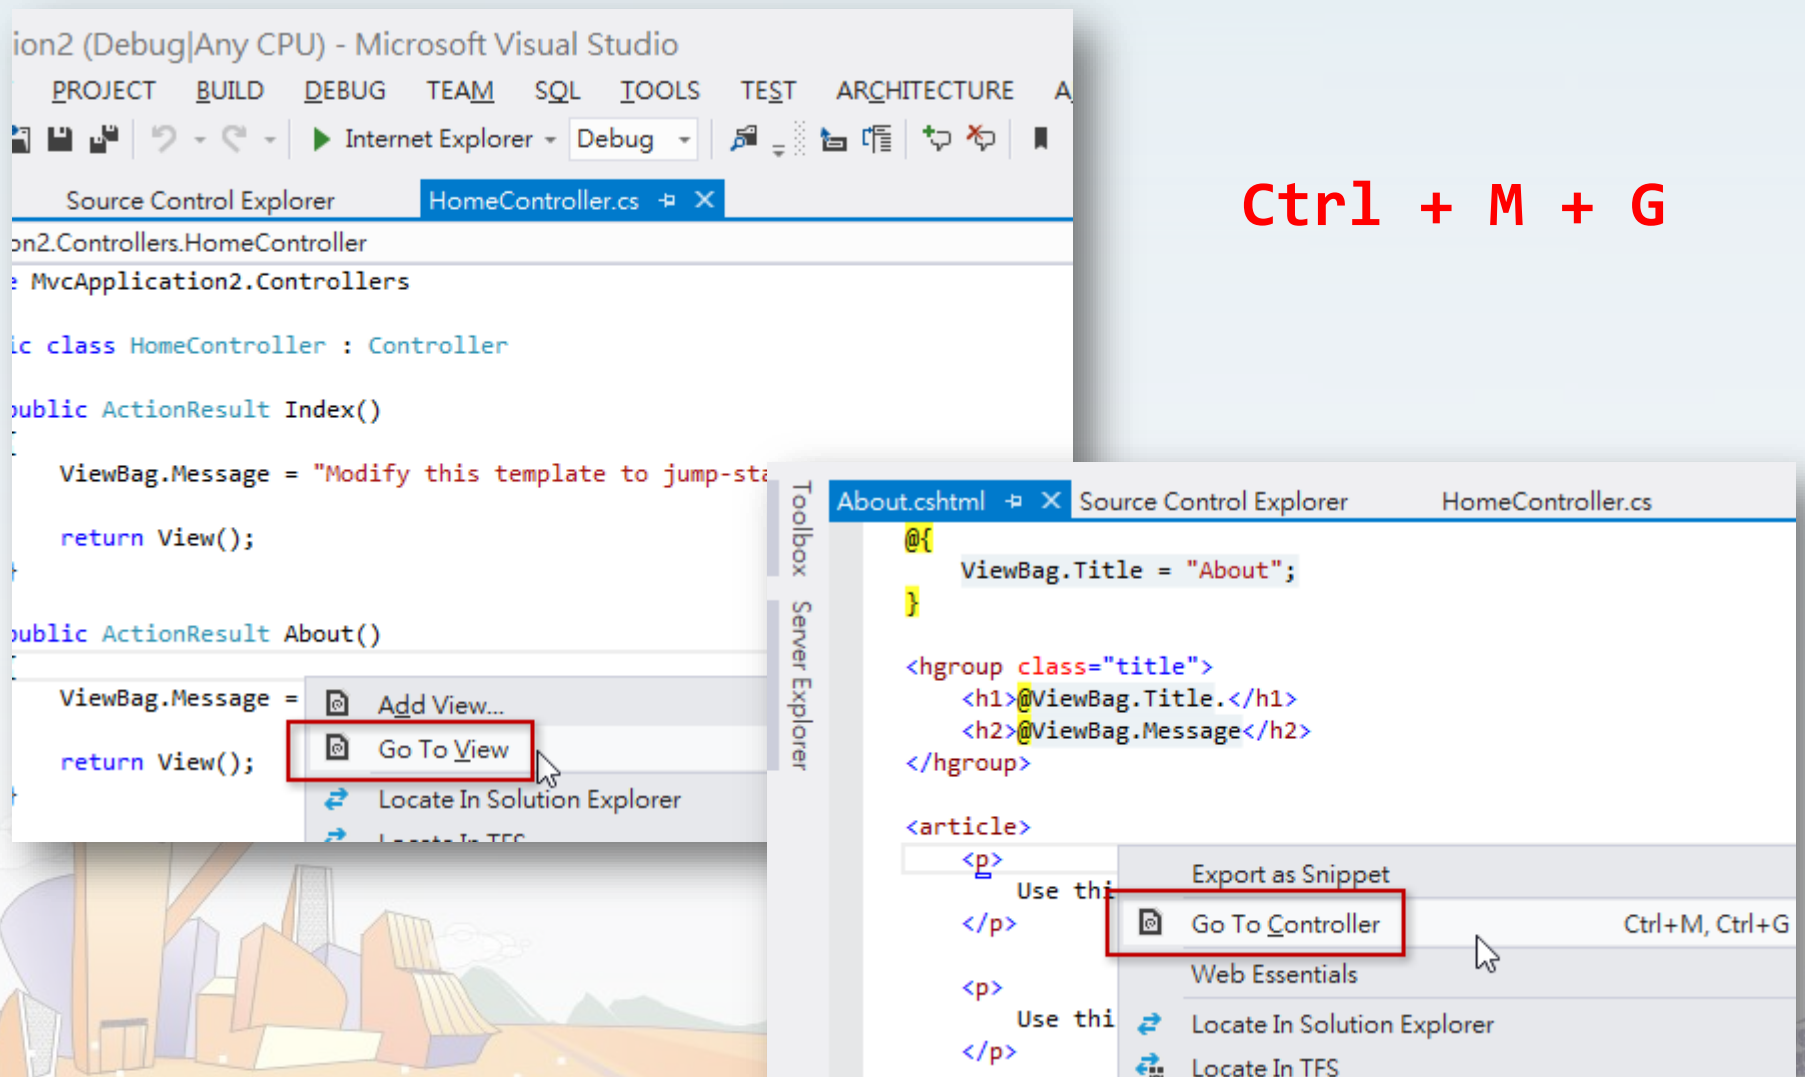 ion2 (Debug|Any CPU) - Microsoft Visual Studio
PROJECT BUILD DEBUG TEAM SQL TOOLS TEST ARCHITECTURE A
Internet Explorer Debug
Source Control Explorer HomeController.cs
on2.Controllers.HomeController
e MvcApplication2.Controllers
ic class HomeController : Controller
public ActionResult Index()
{
ViewBag.Message = "Modify this template to jump-sta
return View();
}
public ActionResult About()
{
ViewBag.Message =
return View();
}
Add View...
Go To View
Locate In Solution Explorer
Locate In TFS
Ctrl + M + G
Toolbox
Server Explorer
About.cshtml Source Control Explorer HomeController.cs
@{
ViewBag.Title = "About";
}
<hgroup class="title">
<h1>@ViewBag.Title.</h1>
<h2>@ViewBag.Message</h2>
</hgroup>
<article>
<p>
Use thi
</p>
<p>
Use thi
</p>
Export as Snippet
Go To Controller Ctrl+M, Ctrl+G
Web Essentials
Locate In Solution Explorer
Locate In TFS